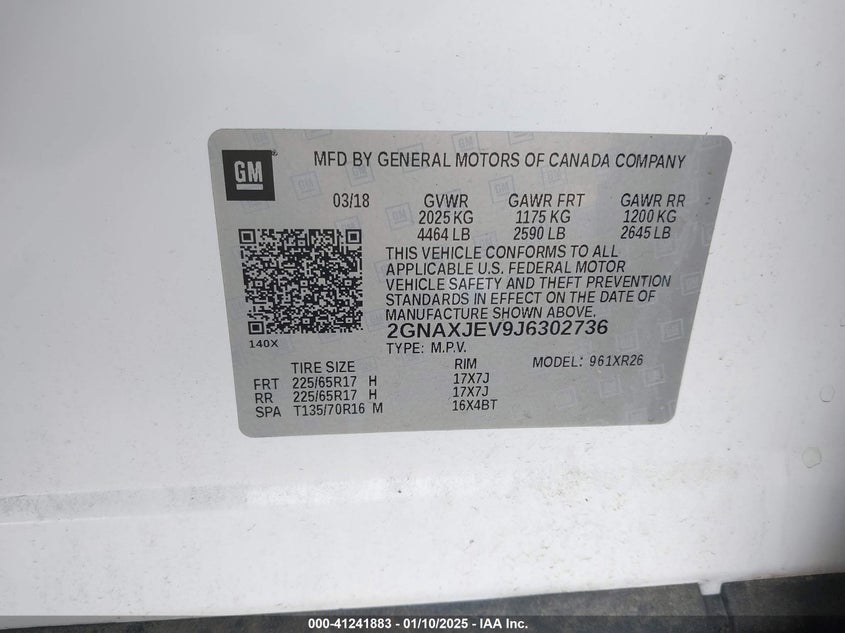 GM
MFD BY GENERAL MOTORS OF CANADA COMPANY
03/18 GVWR GAWR FRT GAWR RR
2025 KG 1175 KG 1200 KG
4464 LB 2590 LB 2645 LB
THIS VEHICLE CONFORMS TO ALL
APPLICABLE U.S. FEDERAL MOTOR
VEHICLE SAFETY AND THEFT PREVENTION
STANDARDS IN EFFECT ON THE DATE OF
MANUFACTURE SHOWN ABOVE.
2GNAXJEV9J6302736
140X
TYPE: M.P.V.
TIRE SIZE RIM MODEL: 961XR26
FRT 225/65R17 H 17X7J
RR 225/65R17 H 17X7J
SPA T135/70R16 M 16X4BT
000-41241883 — 01/10/2025 — IAA Inc.